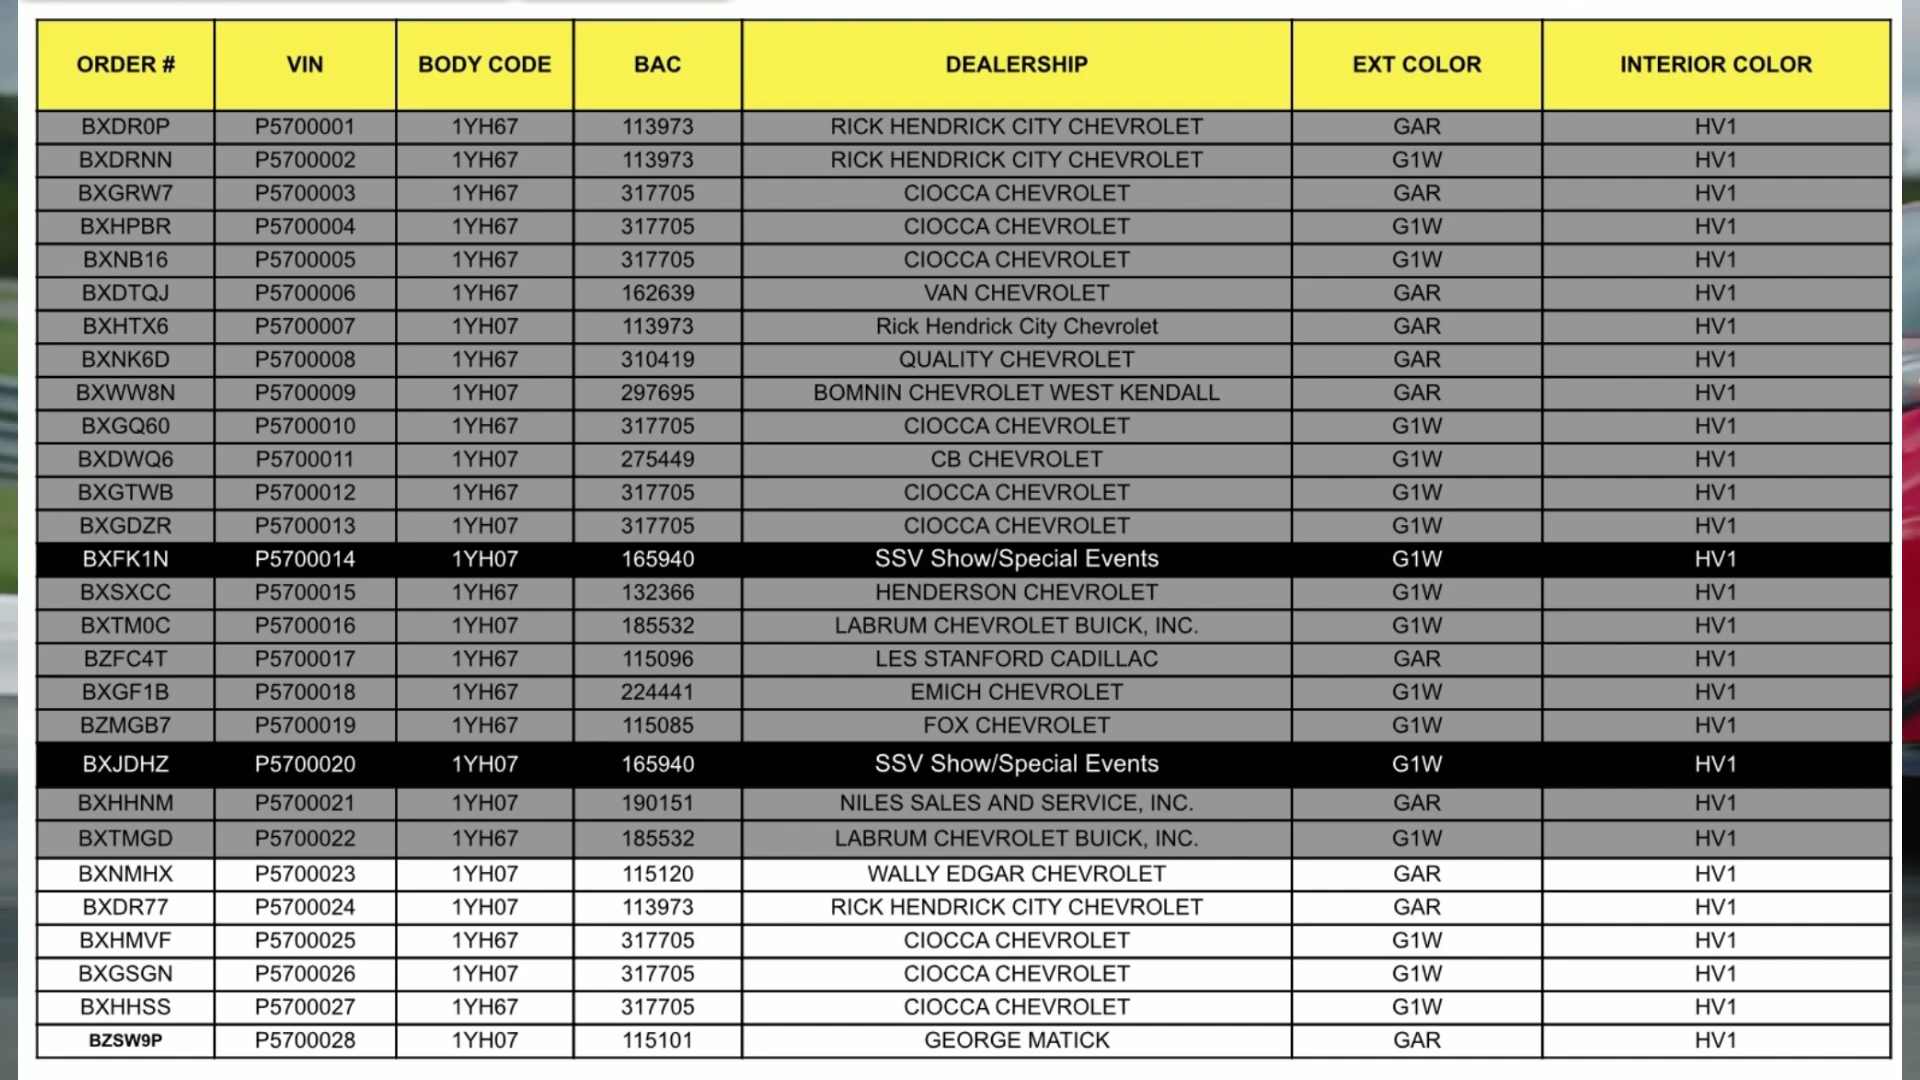 ORDER # VIN BODY CODE BAC DEALERSHIP EXT COLOR INTERIOR COLOR
BXDR0P P5700001 1YH67 113973 RICK HENDRICK CITY CHEVROLET GAR HV1
BXDRNN P5700002 1YH67 113973 RICK HENDRICK CITY CHEVROLET G1W HV1
BXGRW7 P5700003 1YH67 317705 CIOCCA CHEVROLET GAR HV1
BXHPBR P5700004 1YH67 317705 CIOCCA CHEVROLET G1W HV1
BXNB16 P5700005 1YH67 317705 CIOCCA CHEVROLET G1W HV1
BXDTQJ P5700006 1YH67 162639 VAN CHEVROLET GAR HV1
BXHTX6 P5700007 1YH07 113973 Rick Hendrick City Chevrolet GAR HV1
BXNK6D P5700008 1YH67 310419 QUALITY CHEVROLET GAR HV1
BXWW8N P5700009 1YH07 297695 BOMNIN CHEVROLET WEST KENDALL GAR HV1
BXGQ60 P5700010 1YH67 317705 CIOCCA CHEVROLET G1W HV1
BXDWQ6 P5700011 1YH07 275449 CB CHEVROLET G1W HV1
BXGTWB P5700012 1YH67 317705 CIOCCA CHEVROLET G1W HV1
BXGDZR P5700013 1YH07 317705 CIOCCA CHEVROLET G1W HV1
BXFK1N P5700014 1YH07 165940 SSV Show/Special Events G1W HV1
BXSXCC P5700015 1YH67 132366 HENDERSON CHEVROLET G1W HV1
BXTM0C P5700016 1YH07 185532 LABRUM CHEVROLET BUICK, INC. G1W HV1
BZFC4T P5700017 1YH67 115096 LES STANFORD CADILLAC GAR HV1
BXGF1B P5700018 1YH67 224441 EMICH CHEVROLET G1W HV1
BZMGB7 P5700019 1YH67 115085 FOX CHEVROLET G1W HV1
BXJDHZ P5700020 1YH07 165940 SSV Show/Special Events G1W HV1
BXHHNM P5700021 1YH07 190151 NILES SALES AND SERVICE, INC. GAR HV1
BXTMGD P5700022 1YH67 185532 LABRUM CHEVROLET BUICK, INC. G1W HV1
BXNMHX P5700023 1YH07 115120 WALLY EDGAR CHEVROLET GAR HV1
BXDR77 P5700024 1YH07 113973 RICK HENDRICK CITY CHEVROLET GAR HV1
BXHMVF P5700025 1YH67 317705 CIOCCA CHEVROLET G1W HV1
BXGSGN P5700026 1YH07 317705 CIOCCA CHEVROLET G1W HV1
BXHHSS P5700027 1YH67 317705 CIOCCA CHEVROLET G1W HV1
BZSW9P P5700028 1YH07 115101 GEORGE MATICK GAR HV1